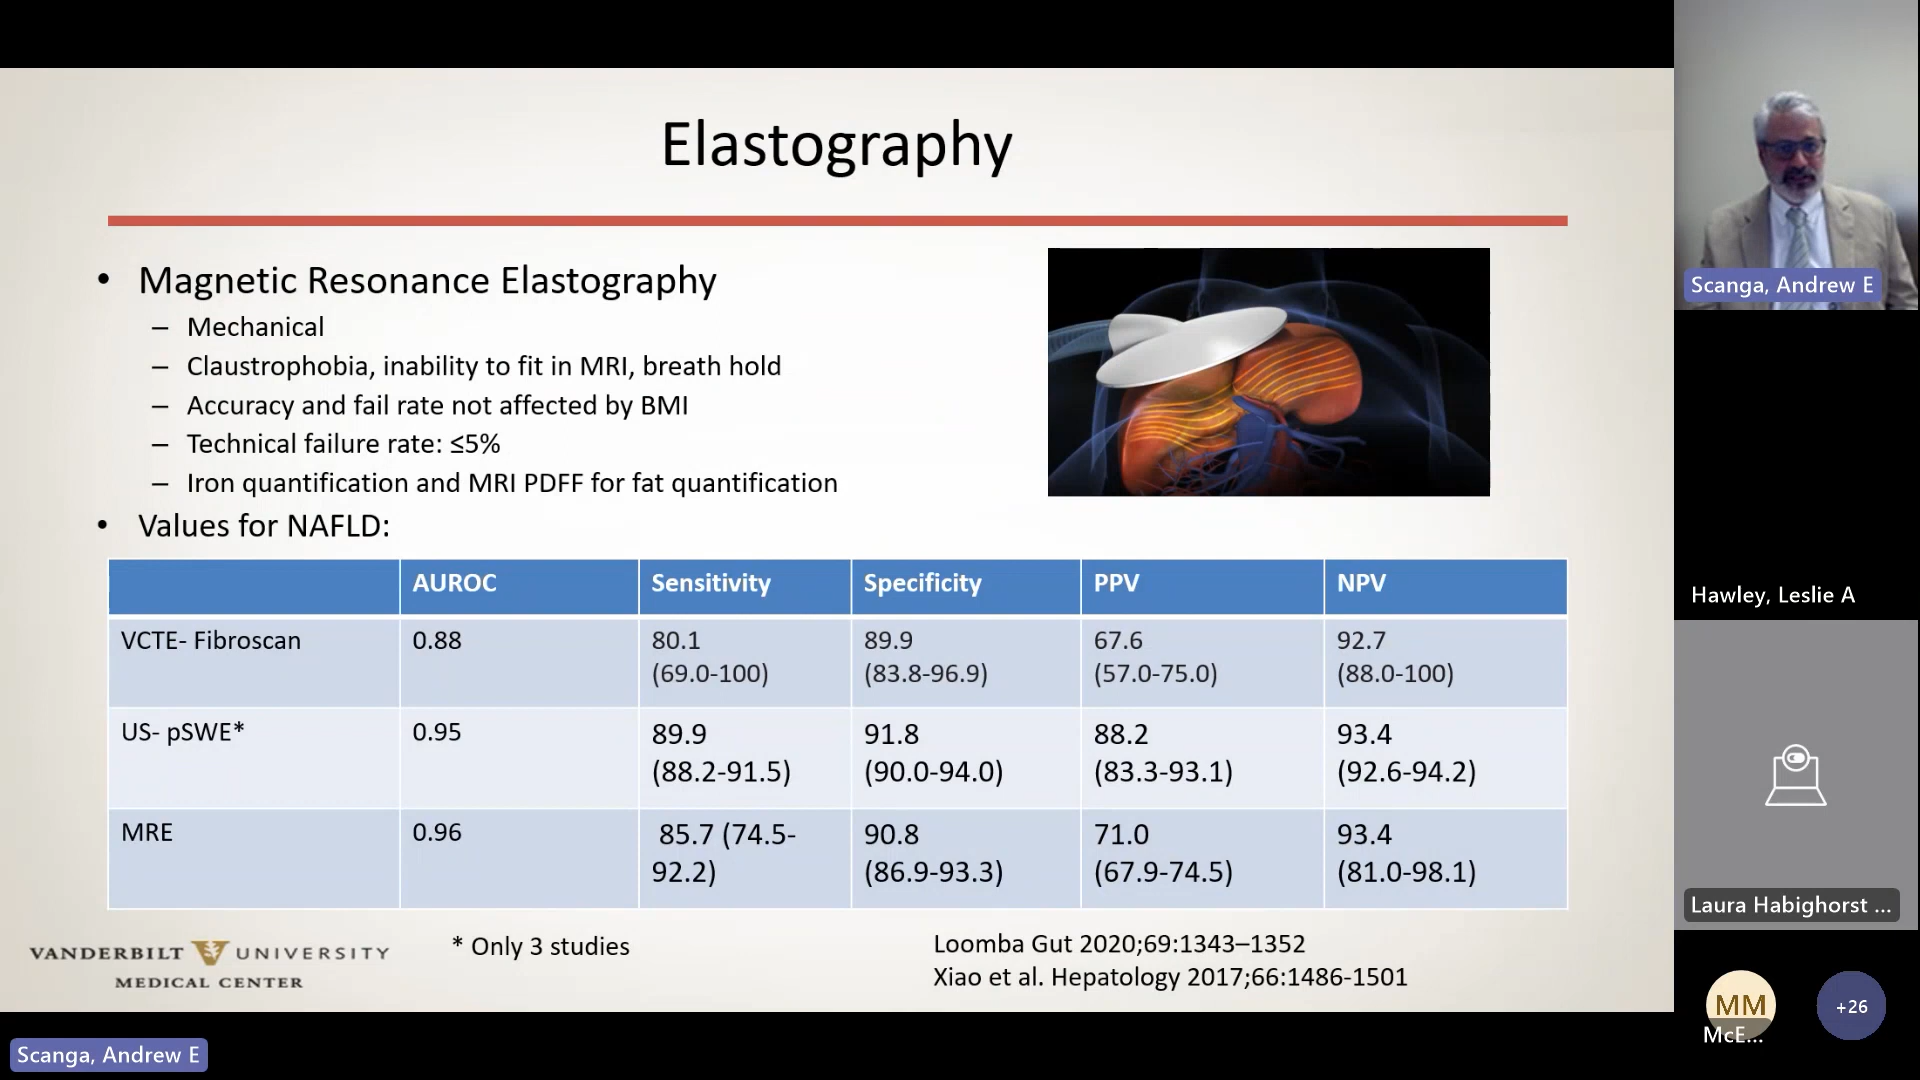 Elastography
• Magnetic Resonance Elastography
– Mechanical
– Claustrophobia, inability to fit in MRI, breath hold
– Accuracy and fail rate not affected by BMI
– Technical failure rate: ≤5%
– Iron quantification and MRI PDFF for fat quantification
• Values for NAFLD:
AUROC Sensitivity Specificity PPV NPV
VCTE- Fibroscan 0.88 80.1 89.9 67.6 92.7
(69.0-100) (83.8-96.9) (57.0-75.0) (88.0-100)
US- pSWE* 0.95 89.9 91.8 88.2 93.4
(88.2-91.5) (90.0-94.0) (83.3-93.1) (92.6-94.2)
MRE 0.96 85.7 (74.5- 90.8 71.0 93.4
92.2) (86.9-93.3) (67.9-74.5) (81.0-98.1)
VANDERBILT UNIVERSITY
MEDICAL CENTER
* Only 3 studies
Loomba Gut 2020;69:1343–1352
Xiao et al. Hepatology 2017;66:1486-1501
Scanga, Andrew E
Hawley, Leslie A
Laura Habighorst ...
MM
McE...
+26
Scanga, Andrew E